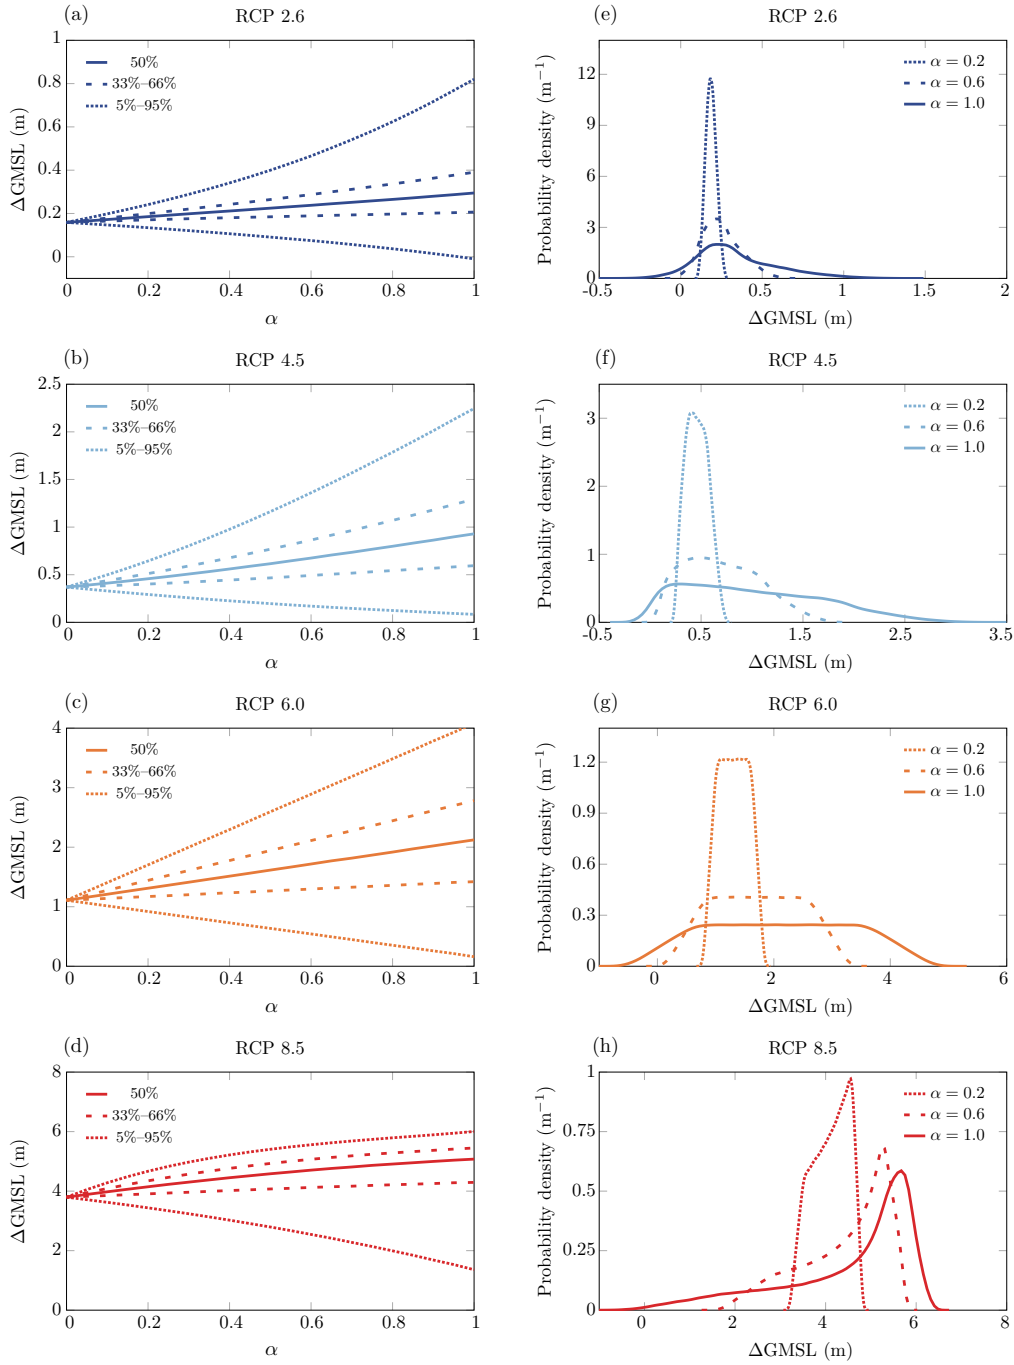 (a) RCP 2.6
1
0.8
0.6
0.4
0.2
0
ΔGMSL (m)
50%
33%–66%
5%–95%
0 0.2 0.4 0.6 0.8 1
α
(e) RCP 2.6
12
9
6
3
0
Probability density (m⁻¹)
α = 0.2
α = 0.6
α = 1.0
-0.5 0 0.5 1 1.5 2
ΔGMSL (m)
(b) RCP 4.5
2.5
2
1.5
1
0.5
0
ΔGMSL (m)
50%
33%–66%
5%–95%
0 0.2 0.4 0.6 0.8 1
α
(f) RCP 4.5
3
2
1
0
Probability density (m⁻¹)
α = 0.2
α = 0.6
α = 1.0
-0.5 0.5 1.5 2.5 3.5
ΔGMSL (m)
(c) RCP 6.0
4
3
2
1
0
ΔGMSL (m)
50%
33%–66%
5%–95%
0 0.2 0.4 0.6 0.8 1
α
(g) RCP 6.0
1.2
0.9
0.6
0.3
0
Probability density (m⁻¹)
α = 0.2
α = 0.6
α = 1.0
0 2 4 6
ΔGMSL (m)
(d) RCP 8.5
8
6
4
2
0
ΔGMSL (m)
50%
33%–66%
5%–95%
0 0.2 0.4 0.6 0.8 1
α
(h) RCP 8.5
1
0.75
0.5
0.25
0
Probability density (m⁻¹)
α = 0.2
α = 0.6
α = 1.0
0 2 4 6 8
ΔGMSL (m)